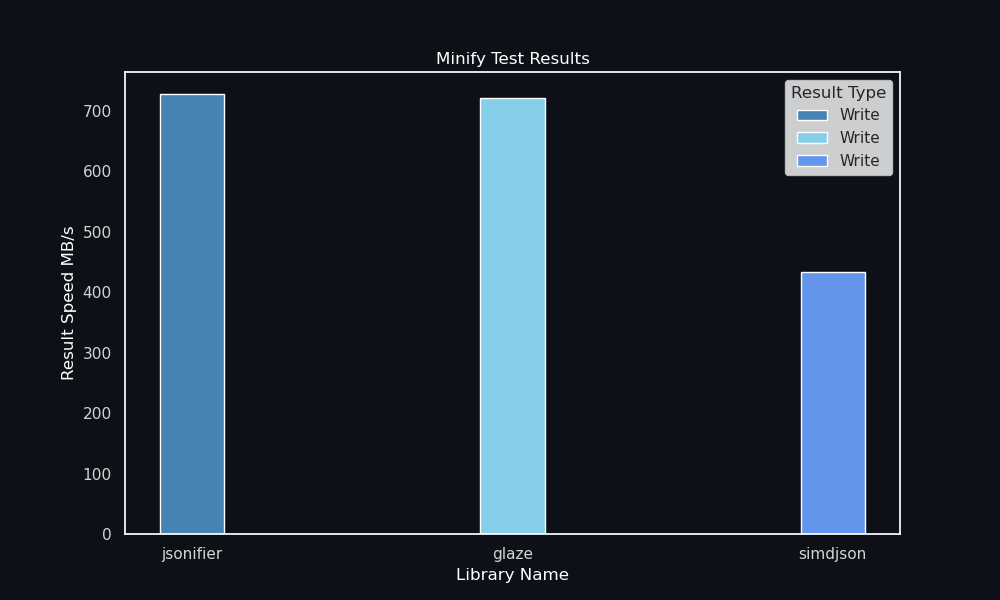 Minify Test Results
Result Type
Write
Write
Write
Result Speed MB/s
700
600
500
400
300
200
100
0
jsonifier
glaze
simdjson
Library Name